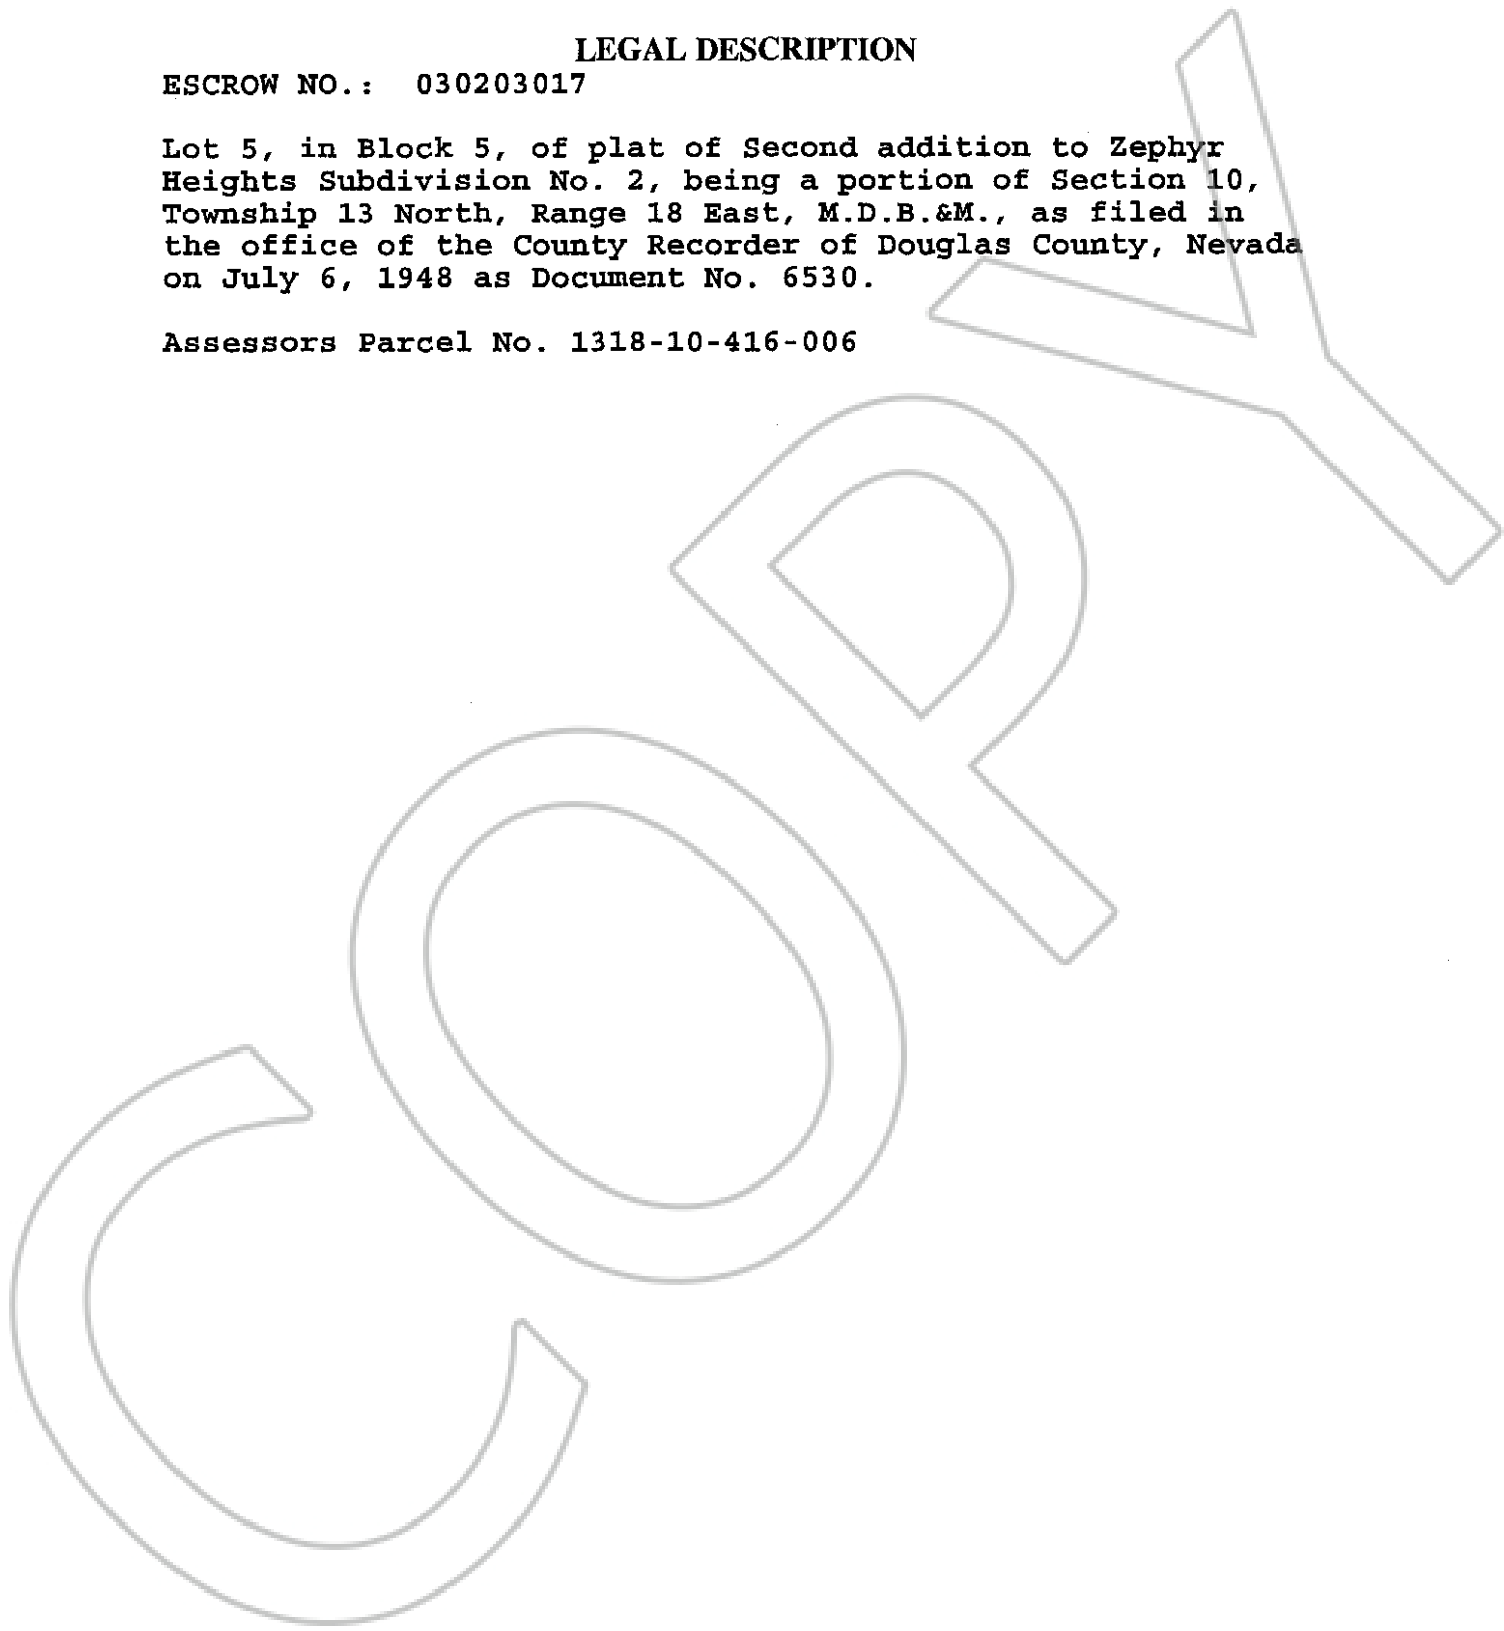 LEGAL DESCRIPTION
ESCROW NO.: 030203017
Lot 5, in Block 5, of plat of Second addition to Zephyr
Heights Subdivision No. 2, being a portion of Section 10,
Township 13 North, Range 18 East, M.D.B.&M., as filed in
the office of the County Recorder of Douglas County, Nevada
on July 6, 1948 as Document No. 6530.
Assessors Parcel No. 1318-10-416-006
COPY